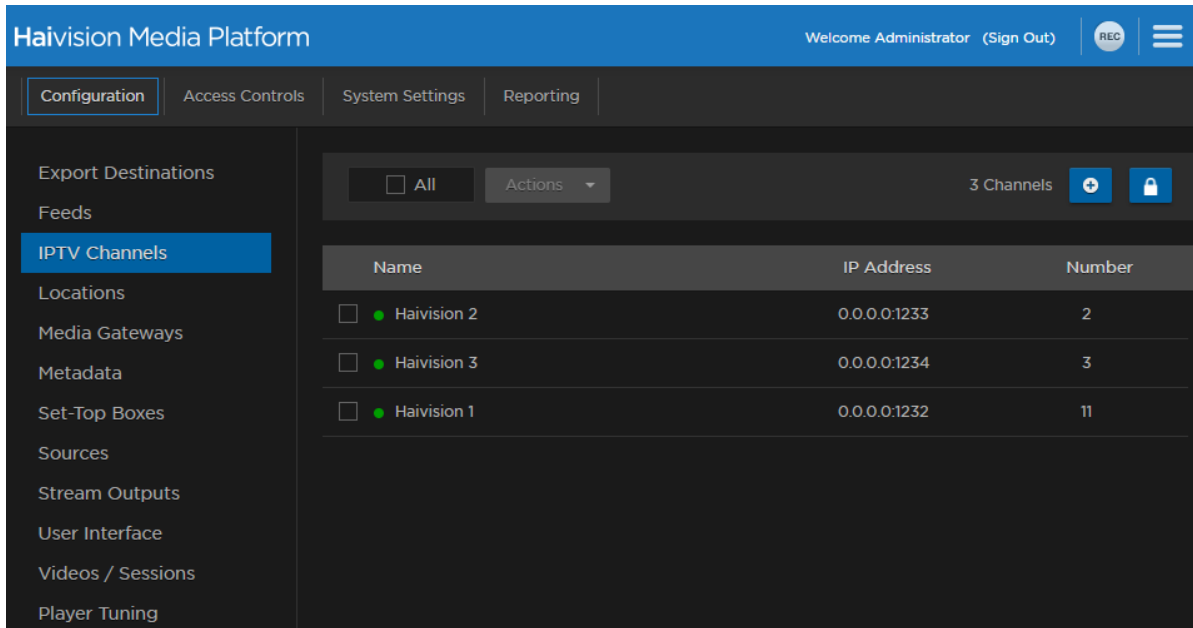 Haivision Media Platform
Welcome Administrator (Sign Out)
REC
Configuration Access Controls System Settings Reporting
Export Destinations
Feeds
IPTV Channels
Locations
Media Gateways
Metadata
Set-Top Boxes
Sources
Stream Outputs
User Interface
Videos / Sessions
Player Tuning
All Actions 3 Channels
Name IP Address Number
Haivision 2 0.0.0.0:1233 2
Haivision 3 0.0.0.0:1234 3
Haivision 1 0.0.0.0:1232 11